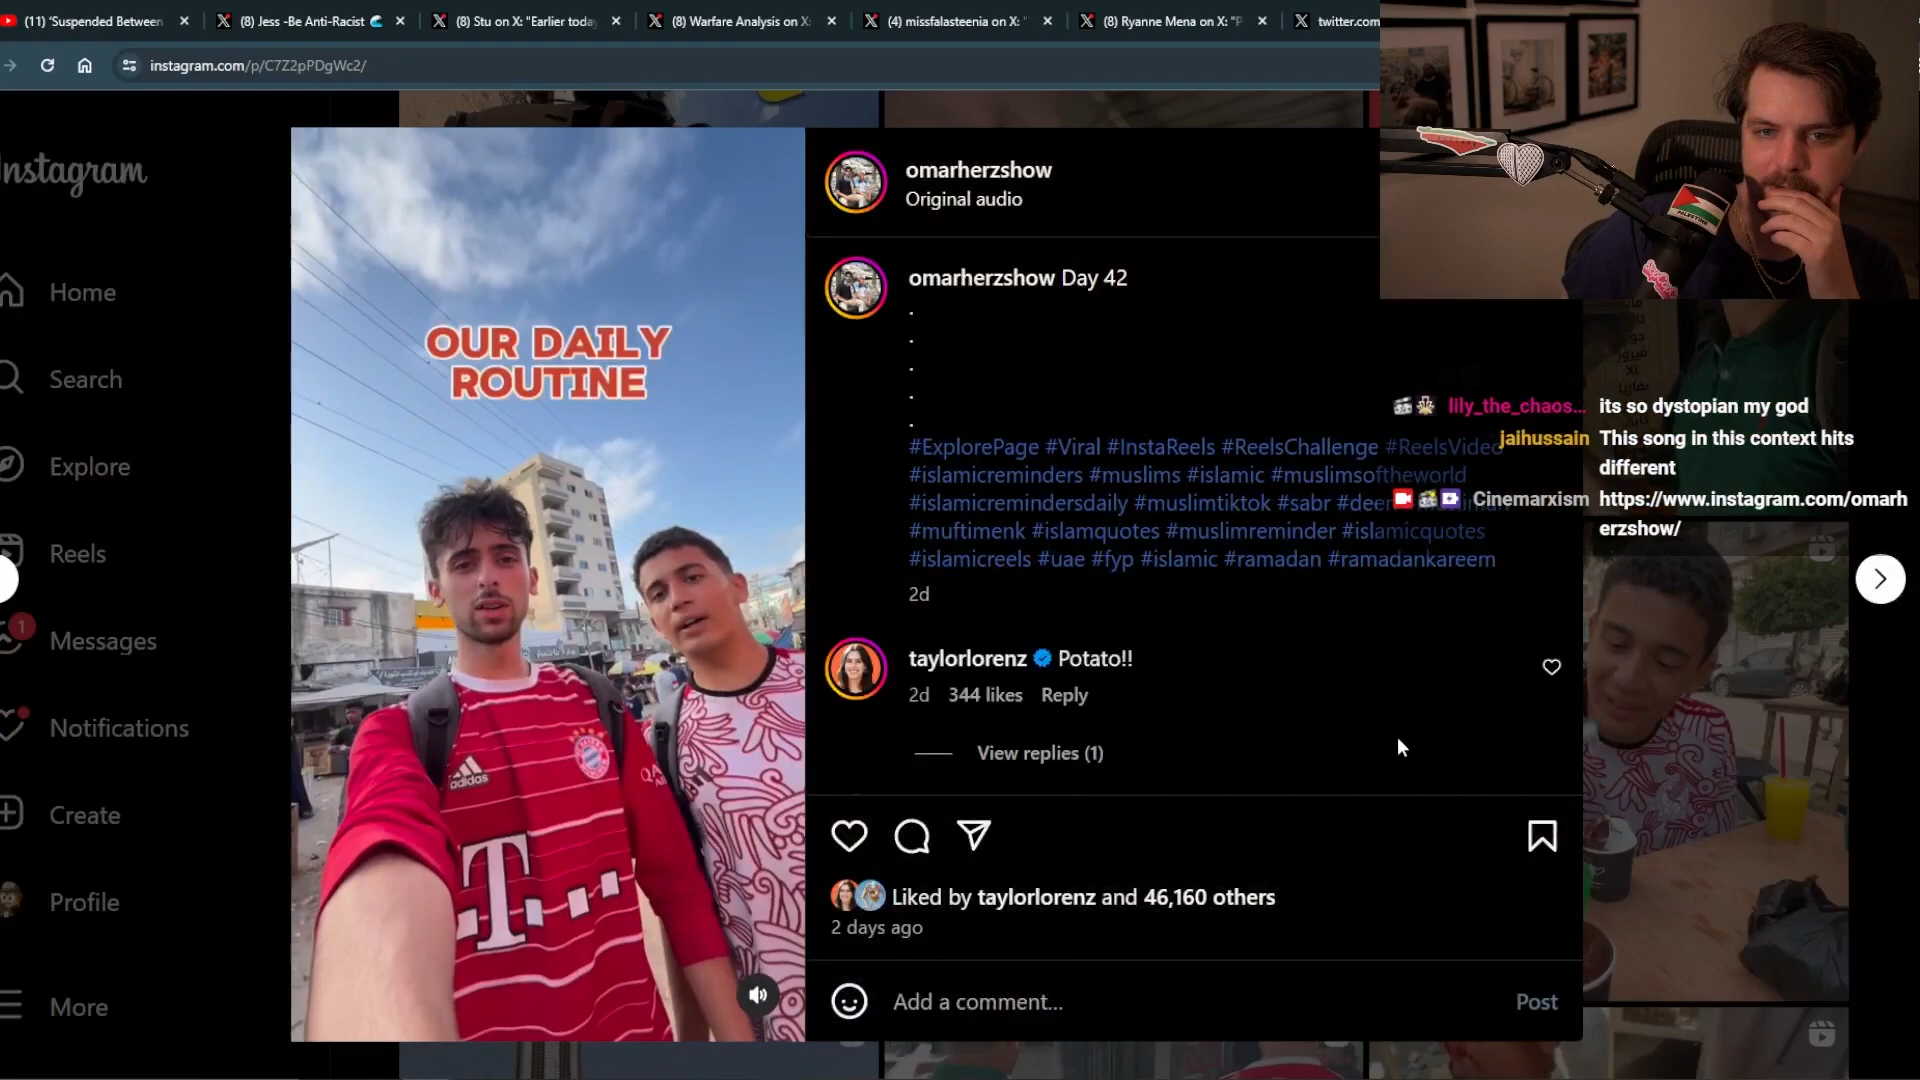 (11) 'Suspended Between
(8) Jess -Be Anti-Racist
(8) Stu on X: "Earlier today
(8) Warfare Analysis on X:
(4) missfalasteenia on X: "
(8) Ryanne Mena on X: "P
twitter.com
instagram.com/p/C7Z2pPDgWc2/
Instagram
Home
Search
Explore
Reels
1
Messages
Notifications
Create
Profile
More
OUR DAILY
ROUTINE
adidas
T
omarherzshow
Original audio
omarherzshow Day 42
.
.
.
.
.
#ExplorePage #Viral #InstaReels #ReelsChallenge #ReelsVideo
#islamicreminders #muslims #islamic #muslimsoftheworld
#islamicremindersdaily #muslimtiktok #sabr
#muftimenk #islamquotes #muslimreminder #islamicquotes
#islamicreels #uae #fyp #islamic #ramadan #ramadankareem
2d
taylorlorenz Potato!!
2d 344 likes Reply
View replies (1)
Liked by taylorlorenz and 46,160 others
2 days ago
Add a comment...
Post
PALESTINE
lily_the_chaos... its so dystopian my god
jaihussain This song in this context hits
different
Cinemarxism https://www.instagram.com/omarh
erzshow/